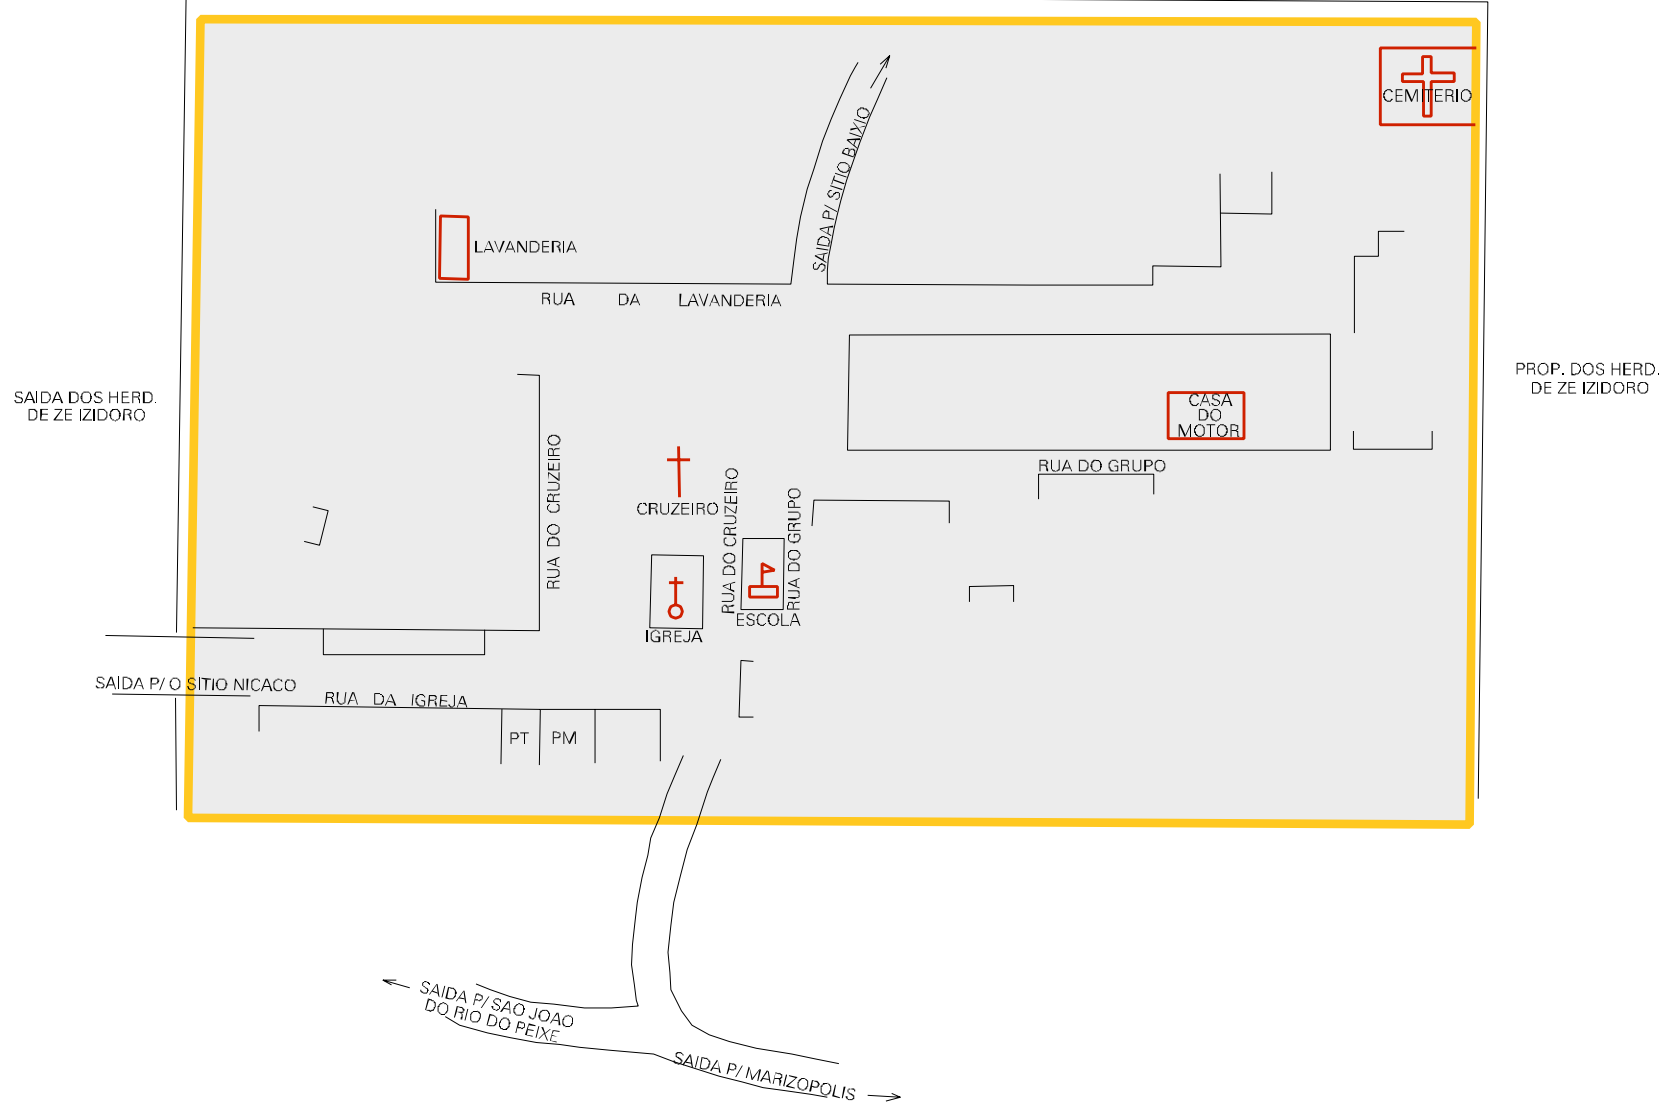 CEMITERIO
SAIDA P/ SITIO BAIXIO
LAVANDERIA
RUA DA LAVANDERIA
SAIDA DOS HERD.
DE ZE IZIDORO
PROP. DOS HERD.
DE ZE IZIDORO
CASA
DO
MOTOR
RUA DO GRUPO
RUA DO CRUZEIRO
CRUZEIRO
RUA DO CRUZEIRO
RUA DO GRUPO
ESCOLA
IGREJA
SAIDA P/ O SITIO NICACO
RUA DA IGREJA
PT
PM
SAIDA P/ SAO JOAO
DO RIO DO PEIXE
SAIDA P/ MARIZOPOLIS